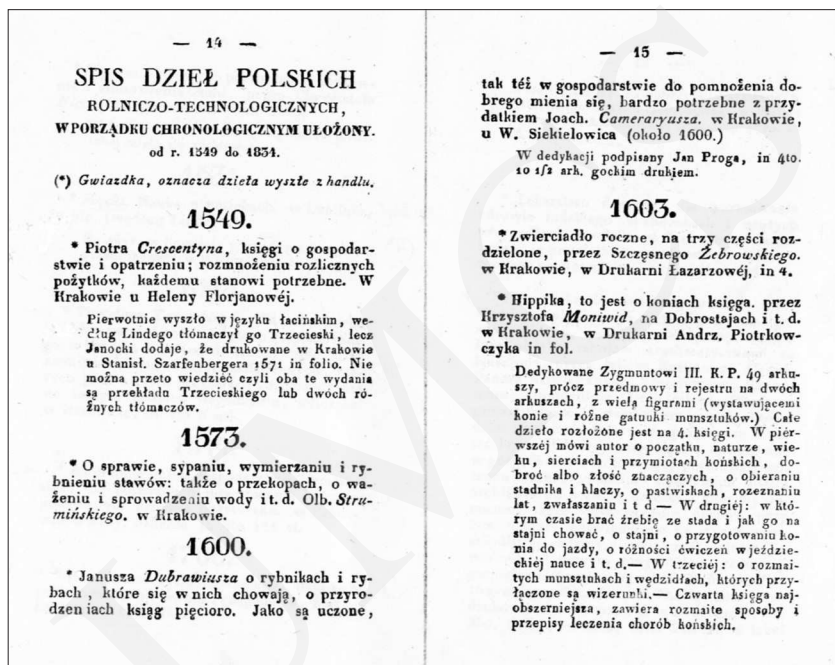 — 14 —
SPIS DZIEŁ POLSKICH
ROLNICZO-TECHNOLOGICZNYCH,
W PORZĄDKU CHRONOLOGICZNYM UŁOŻONY.
od r. 1549 do 1834.
(*) Gwiazdka, oznacza dzieła wyszłe z handlu.
1549.
* Piotra Crescentyna, księgi o gospodar-
stwie i opatrzeniu; rozmnożeniu rozlicznych
pożytków, każdemu stanowi potrzebne. W
Krakowie u Heleny Florjanowéj.
Pierwotnie wyszło w języku łacińskim, we-
dług Lindego tłómaczył go Trzecieski, lecz
Janocki dodaje, że drukowane w Krakowie
u Stanisł. Szarfenbergera 1571 in folio. Nie
można przeto wiedzieć czyli oba te wydania
są przekładu Trzecieskiego lub dwóch ró-
żnych tłómaczów.
1573.
* O sprawie, sypaniu, wymierzaniu i ry-
bnieniu stawów: także o przekopach, o wa-
żeniu i sprowadzeniu wody i t. d. Olb. Stru-
mińskiego. w Krakowie.
1600.
* Janusza Dubrawiusza o rybnikach i ry-
bach , które się w nich chowają, o przyro-
dzen iach ksiąg pięcioro. Jako są uczone,
— 15 —
tak téż w gospodarstwie do pomnożenia do-
brego mienia się, bardzo potrzebne z przy-
datkiem Joach. Cameraryusza. w Krakowie,
u W. Siekielowica (około 1600.)
W dedykacji podpisany Jan Proga, in 4to.
10 1/2 ark. gockim drukiem.
1603.
* Zwierciadło roczne, na trzy części roz-
dzielone, przez Szczęsnego Żebrowskiego.
w Krakowie, w Drukarni Łazarzowéj, in 4.
* Hippika, to jest o koniach księga. przez
Krzysztofa Moniwid, na Dobrostajach i t. d.
w Krakowie, w Drukarni Andrz. Piotrkow-
czyka in fol.
Dedykowane Zygmuntowi III. K. P. 49 arku-
szy, prócz przedmowy i rejestru na dwóch
arkuszach, z wielą figurami (wystawującemi
konie i różne gatunki munsztuków.) Całe
dzieło rozłożone jest na 4. księgi. W piér-
wszéj mówi autor o początku, naturze, wie-
ku, sierciach i przymiotach końskich, do-
broć albo złość znaczących, o obieraniu
stadnika i klaczy, o pastwiskach, rozeznaniu
lat, zwałaszaniu i t d — W drugiéj: w któ-
rym czasie brać źrebię ze stada i jak go na
stajni chować, o stajni , o przygotowaniu ko-
nia do jazdy, o różności ćwiczeń w jeździe-
ckiéj nauce i t. d.— W trzeciéj: o rozmai-
tych munsztukach i wędzidłach, których przy-
łączone są wizerunki.— Czwarta księga naj-
obszerniejsza, zawiera rozmaite sposoby i
przepisy leczenia chorób końskich.
UMCS